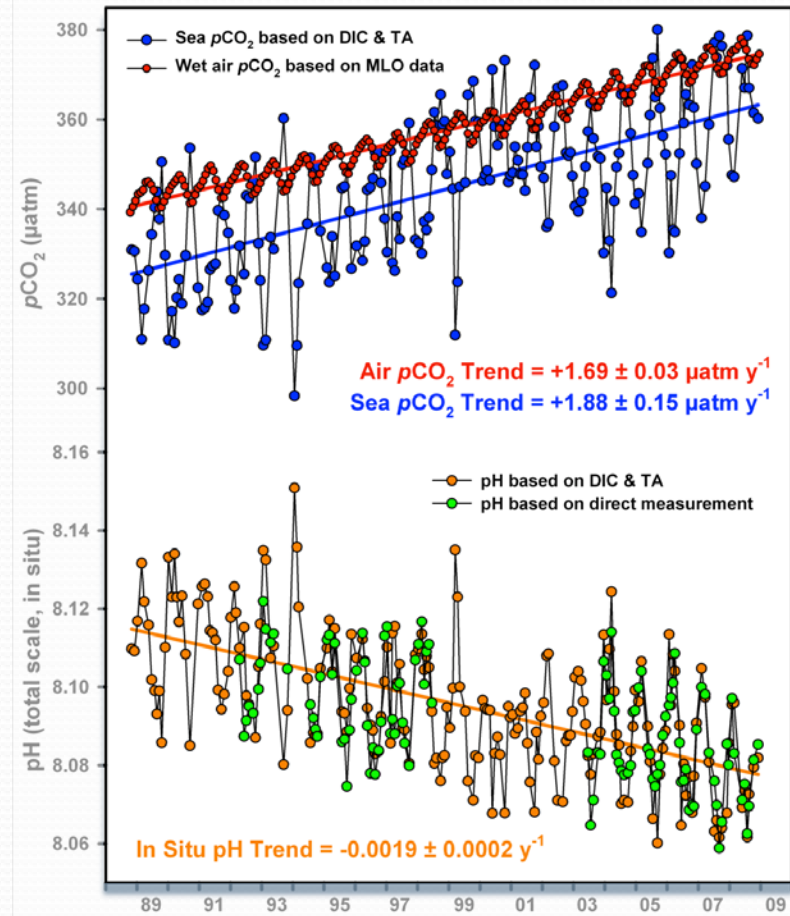 380
360
340
320
300
pCO₂ (µatm)
Sea pCO₂ based on DIC & TA
Wet air pCO₂ based on MLO data
Air pCO₂ Trend = +1.69 ± 0.03 µatm y⁻¹
Sea pCO₂ Trend = +1.88 ± 0.15 µatm y⁻¹
8.16
8.14
8.12
8.10
8.08
8.06
pH (total scale, in situ)
pH based on DIC & TA
pH based on direct measurement
In Situ pH Trend = -0.0019 ± 0.0002 y⁻¹
89 91 93 94 95 97 99 01 03 05 07 09